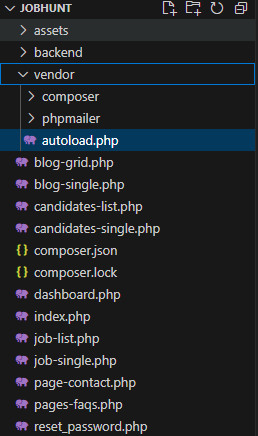 JOBHUNT
assets
backend
vendor
composer
phpmailer
autoload.php
blog-grid.php
blog-single.php
candidates-list.php
candidates-single.php
{} composer.json
{} composer.lock
dashboard.php
index.php
job-list.php
job-single.php
page-contact.php
pages-faqs.php
reset_password.php